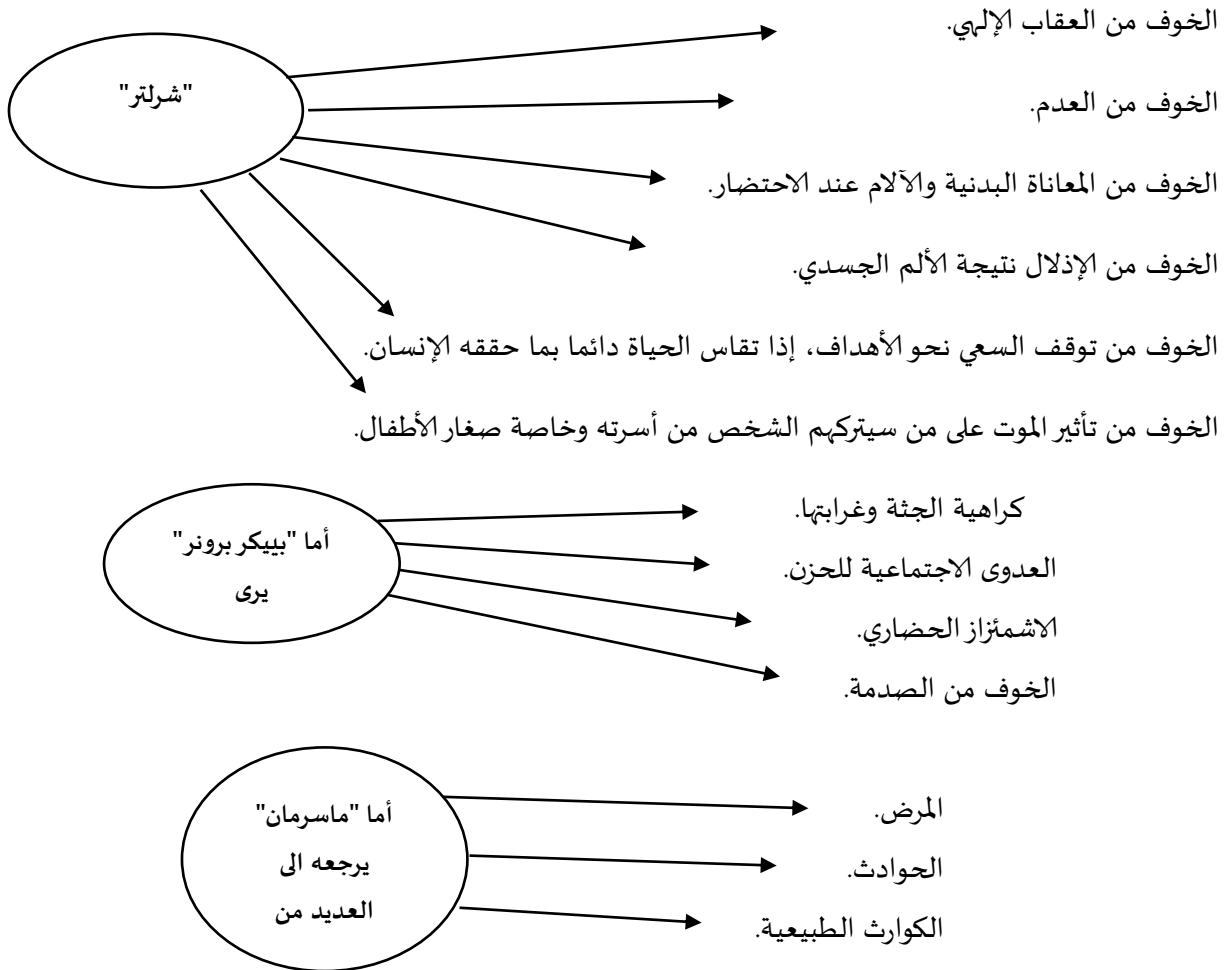 "شرلتر"
الخوف من العقاب الإلهي.
الخوف من العدم.
الخوف من المعاناة البدنية والآلام عند الاحتضار.
الخوف من الإذلال نتيجة الألم الجسدي.
الخوف من توقف السعي نحو الأهداف، إذا تقاس الحياة دائما بما حققه الإنسان.
الخوف من تأثير الموت على من سيتركهم الشخص من أسرته وخاصة صغار الأطفال.
أما "بييكر برونر"
يرى
كراهية الجثة وغرابتها.
العدوى الاجتماعية للحزن.
الاشمئزاز الحضاري.
الخوف من الصدمة.
أما "ماسرمان"
يرجعه الى
العديد من
المرض.
الحوادث.
الكوارث الطبيعية.